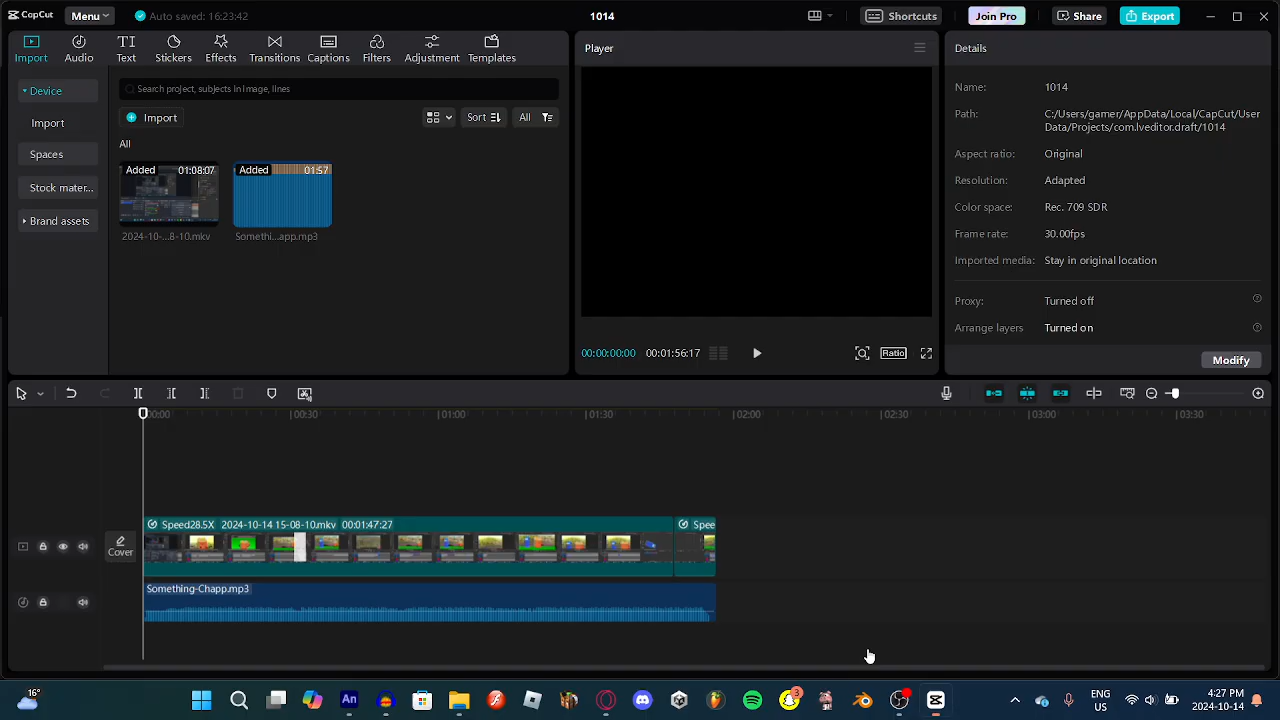 CapCut
Menu
Auto saved: 16:23:42
1014
Shortcuts
Join Pro
Share
Export
Import
Audio
Text
Stickers
Effects
Transitions
Captions
Filters
Adjustment
Templates
Device
Import
Spaces
Stock mater...
Brand assets
Search project, subjects in image, lines
Import
Sort
All
All
Added
01:08:07
2024-10-...8-10.mkv
Added
01:57
Somethi...app.mp3
Player
00:00:00:00
00:01:56:17
Ratio
Details
Name:
1014
Path:
C:/Users/gamer/AppData/Local/CapCut/User
Data/Projects/com.lveditor.draft/1014
Aspect ratio:
Original
Resolution:
Adapted
Color space:
Rec. 709 SDR
Frame rate:
30.00fps
Imported media:
Stay in original location
Proxy:
Turned off
Arrange layers
Turned on
Modify
00:00
00:30
01:00
01:30
02:00
02:30
03:00
03:30
Cover
Speed28.5X
2024-10-14 15-08-10.mkv
00:01:47:27
Spee
Something-Chapp.mp3
16°
An
3
ENG
US
4:27 PM
2024-10-14